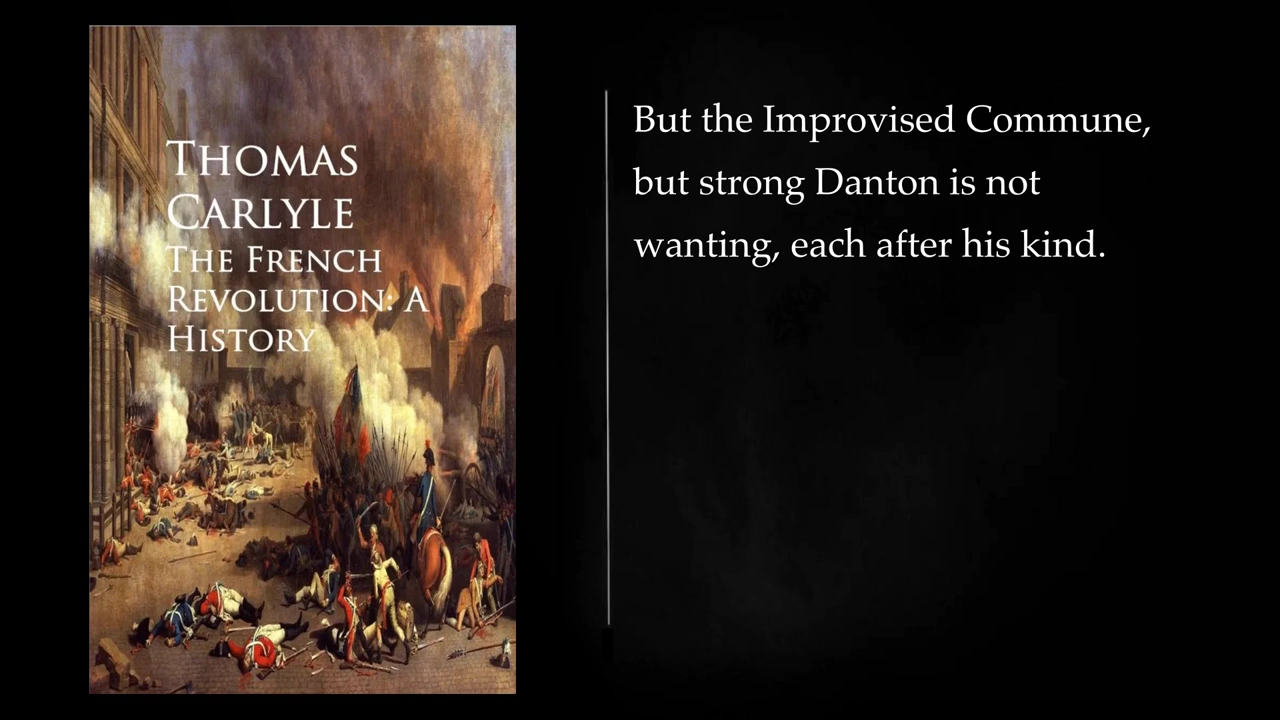 THOMAS
CARLYLE
THE FRENCH
REVOLUTION: A
HISTORY
But the Improvised Commune,
but strong Danton is not
wanting, each after his kind.